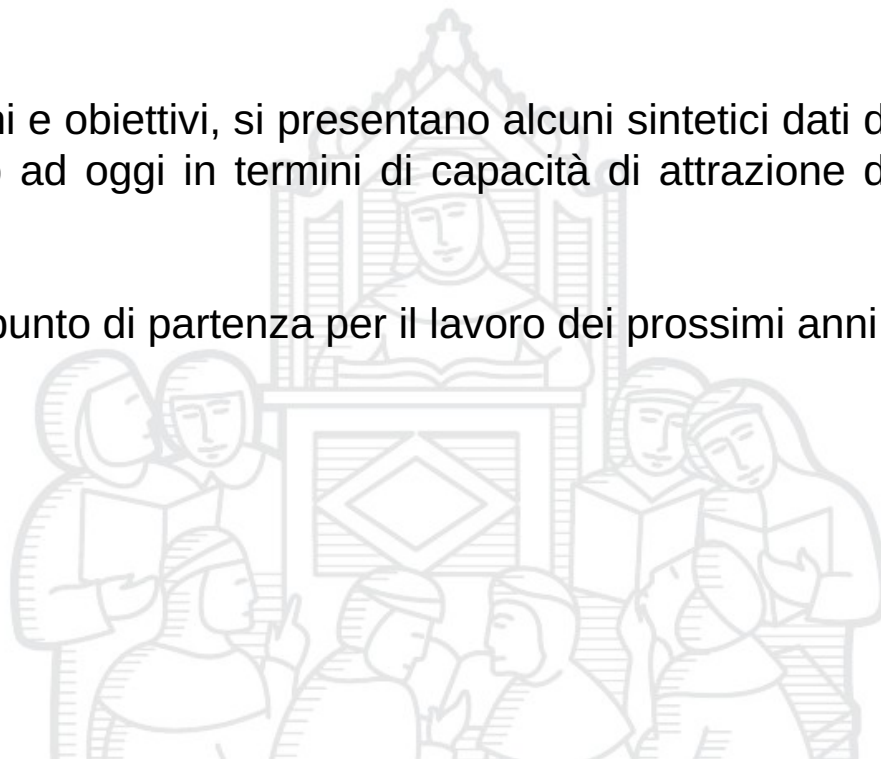 ni e obiettivi, si presentano alcuni sintetici dati d
ad oggi in termini di capacità di attrazione d
punto di partenza per il lavoro dei prossimi anni